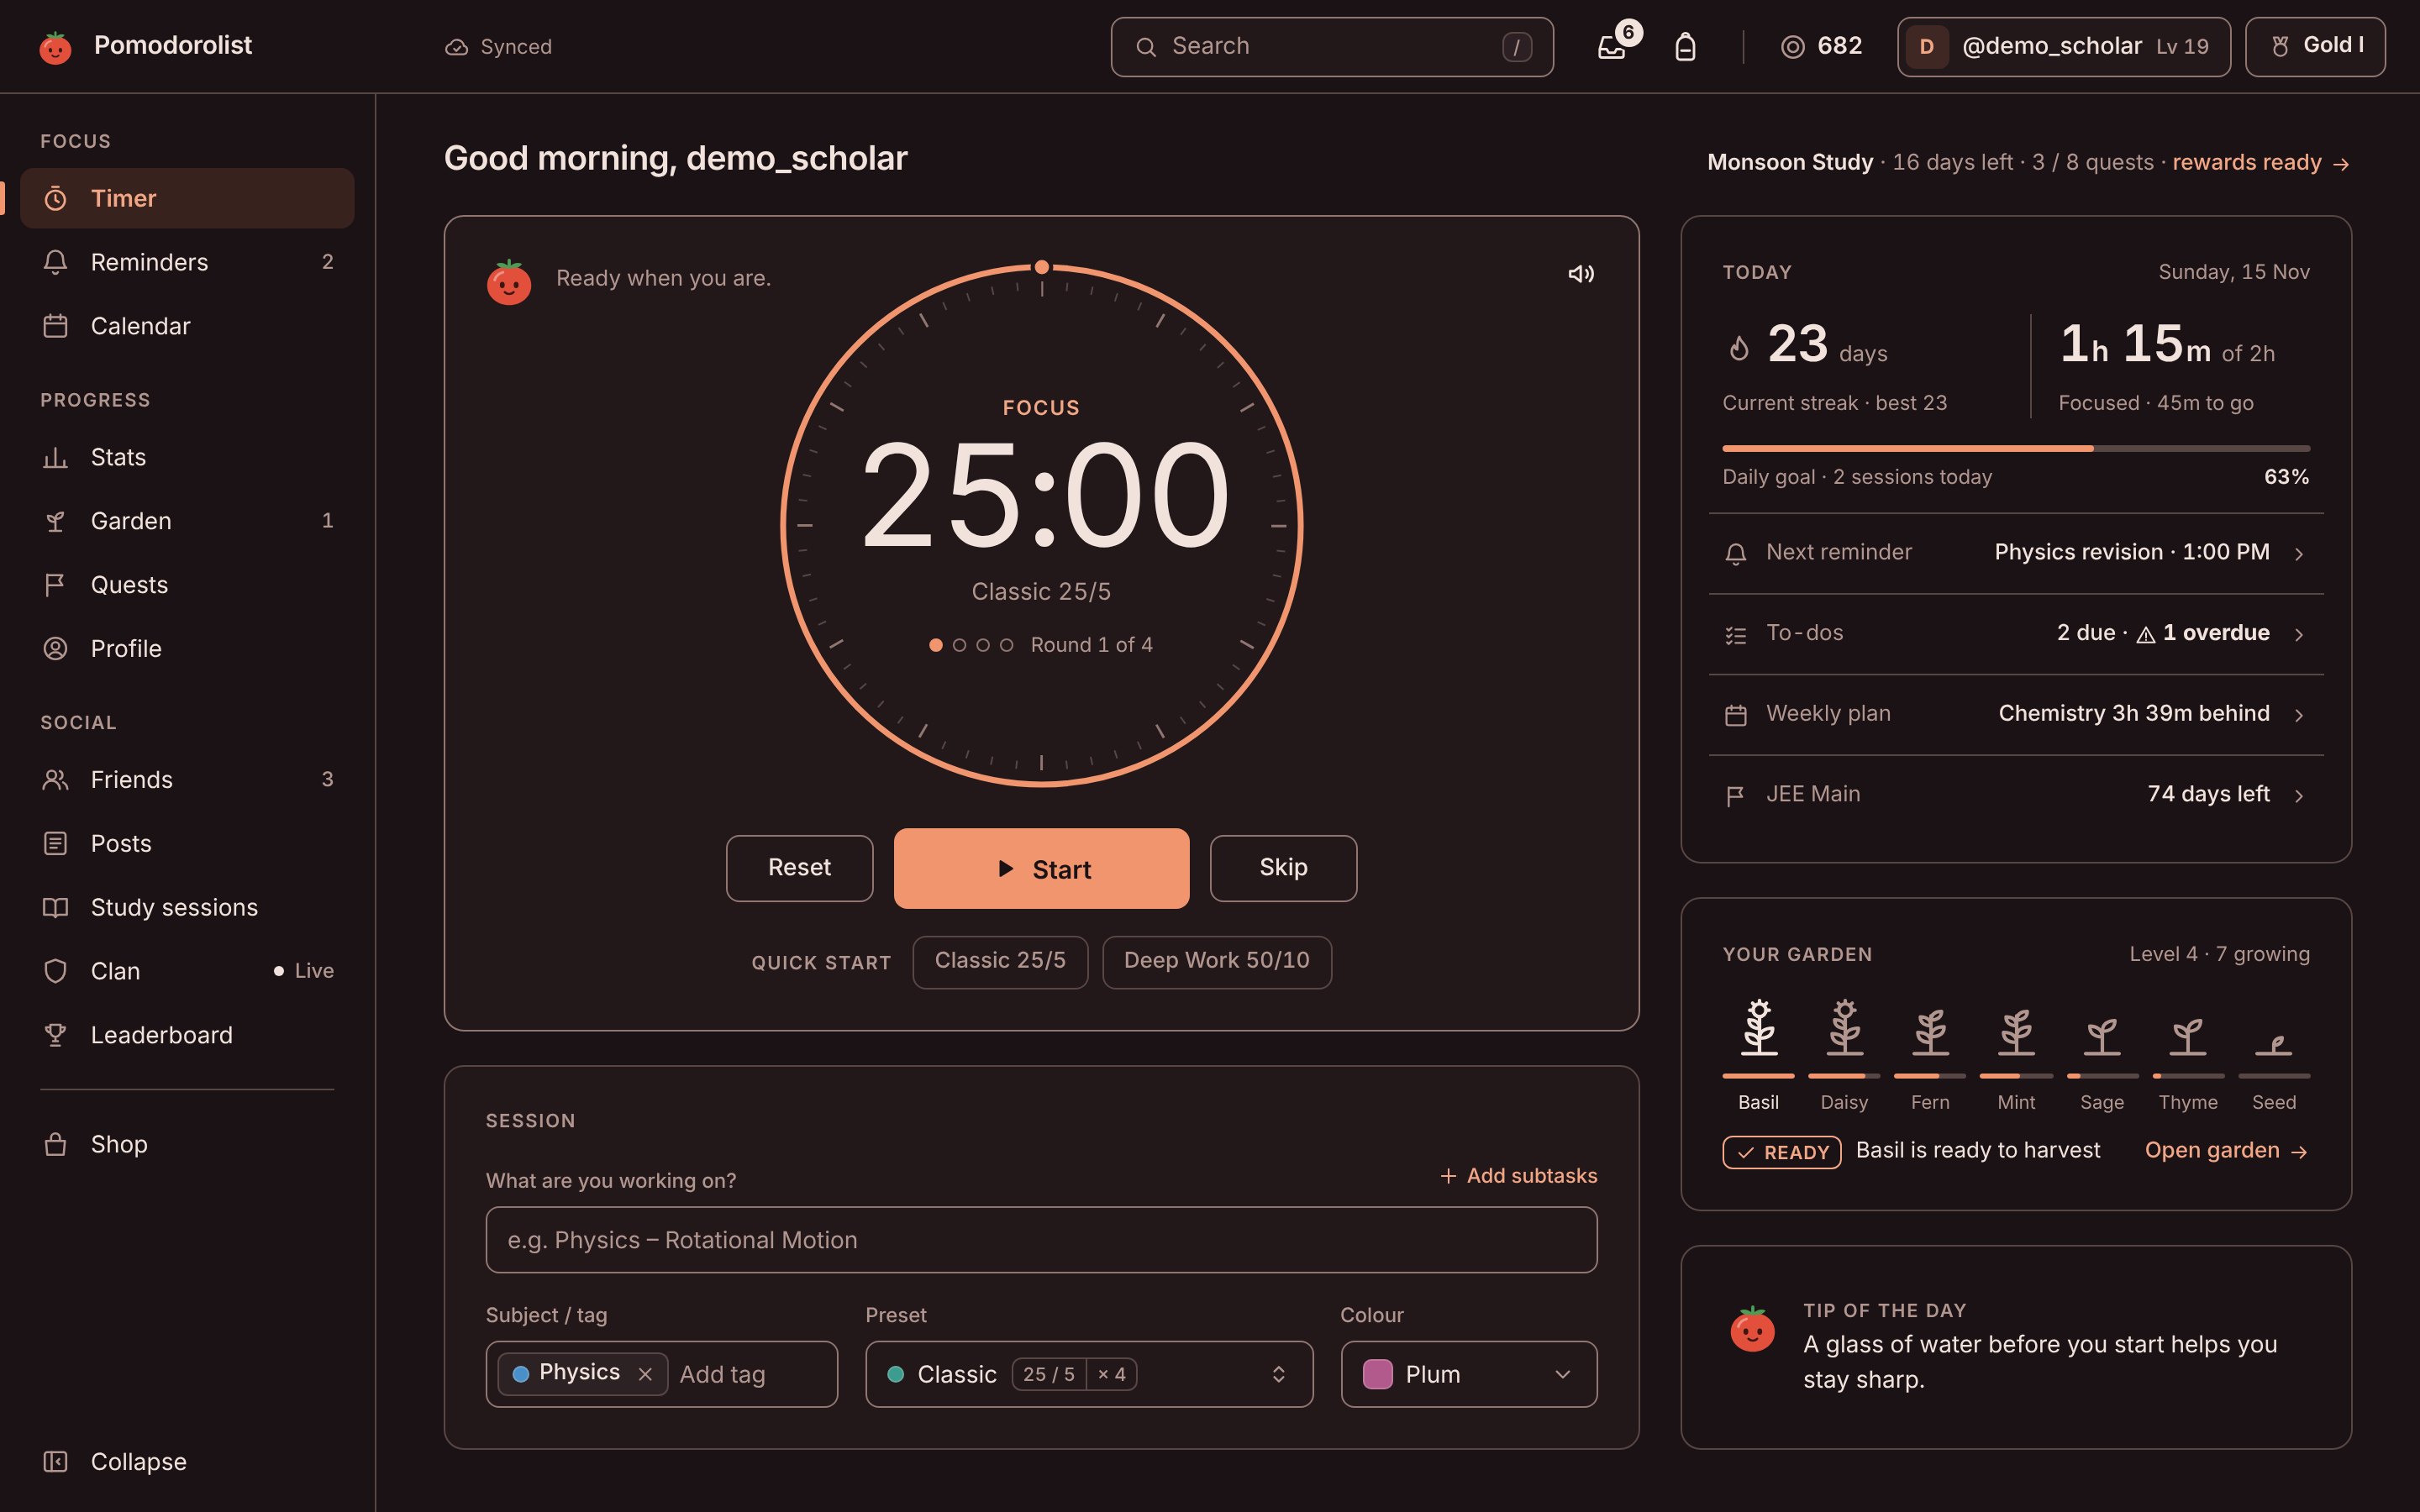 Pomodorolist
Synced
Search /
6
682
D @demo_scholar Lv 19
Gold I
FOCUS
Timer
Reminders 2
Calendar
PROGRESS
Stats
Garden 1
Quests
Profile
SOCIAL
Friends 3
Posts
Study sessions
Clan Live
Leaderboard
Shop
Collapse
Good morning, demo_scholar
Monsoon Study · 16 days left · 3 / 8 quests · rewards ready →
Ready when you are.
FOCUS
25:00
Classic 25/5
Round 1 of 4
Reset
Start
Skip
QUICK START Classic 25/5 Deep Work 50/10
SESSION
What are you working on? + Add subtasks
e.g. Physics – Rotational Motion
Subject / tag Preset Colour
Physics × Add tag
Classic 25 / 5 × 4
Plum
TODAY Sunday, 15 Nov
23 days 1h 15m of 2h
Current streak · best 23 Focused · 45m to go
Daily goal · 2 sessions today 63%
Next reminder Physics revision · 1:00 PM
To-dos 2 due · 1 overdue
Weekly plan Chemistry 3h 39m behind
JEE Main 74 days left
YOUR GARDEN Level 4 · 7 growing
Basil Daisy Fern Mint Sage Thyme Seed
READY Basil is ready to harvest Open garden →
TIP OF THE DAY
A glass of water before you start helps you
stay sharp.